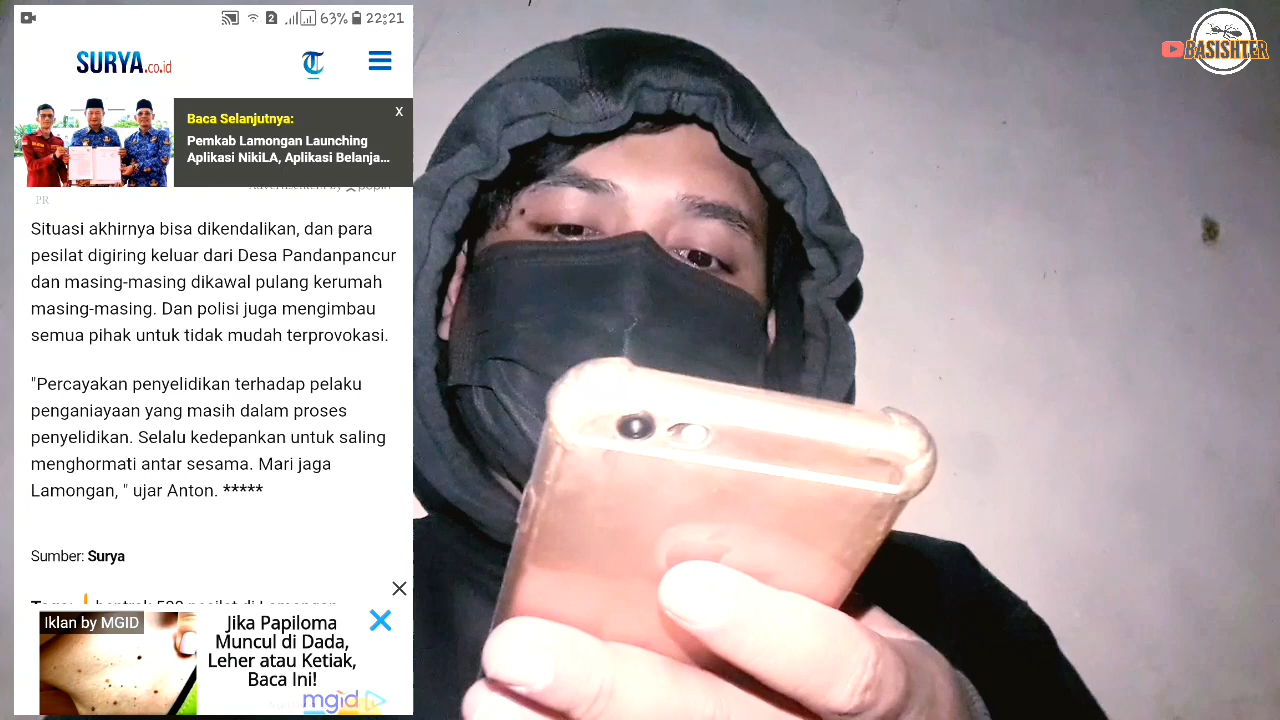 2
63%
22:21
SURYA.co.id
T
Baca Selanjutnya:
X
Pemkab Lamongan Launching
Aplikasi NikiLA, Aplikasi Belanja...
PR
Situasi akhirnya bisa dikendalikan, dan para
pesilat digiring keluar dari Desa Pandanpancur
dan masing-masing dikawal pulang kerumah
masing-masing. Dan polisi juga mengimbau
semua pihak untuk tidak mudah terprovokasi.
"Percayakan penyelidikan terhadap pelaku
penganiayaan yang masih dalam proses
penyelidikan. Selalu kedepankan untuk saling
menghormati antar sesama. Mari jaga
Lamongan, " ujar Anton. *****
Sumber: Surya
Iklan by MGID
Jika Papiloma
Muncul di Dada,
Leher atau Ketiak,
Baca Ini!
mgid
BASISHTER